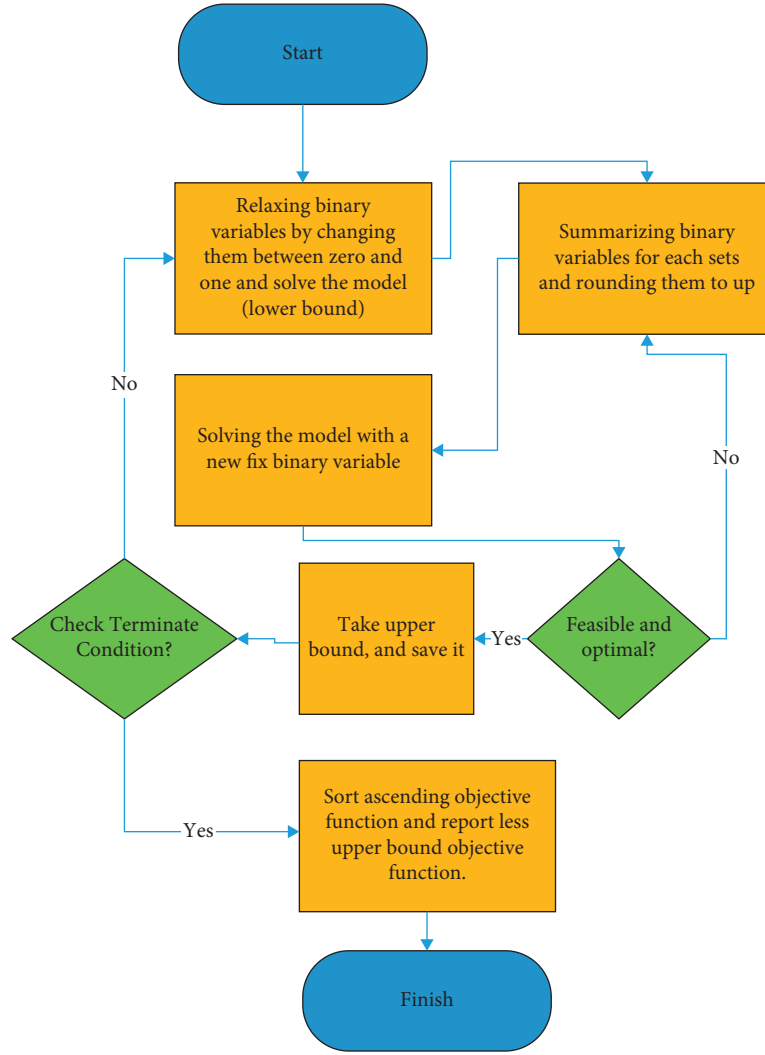 Start
Relaxing binary
variables by changing
them between zero and
one and solve the model
(lower bound)
Summarizing binary
variables for each sets
and rounding them to up
No
Solving the model with a
new fix binary variable
No
Check Terminate
Condition?
Take upper
bound, and save it
Yes
Feasible and
optimal?
Yes
Sort ascending objective
function and report less
upper bound objective
function.
Finish